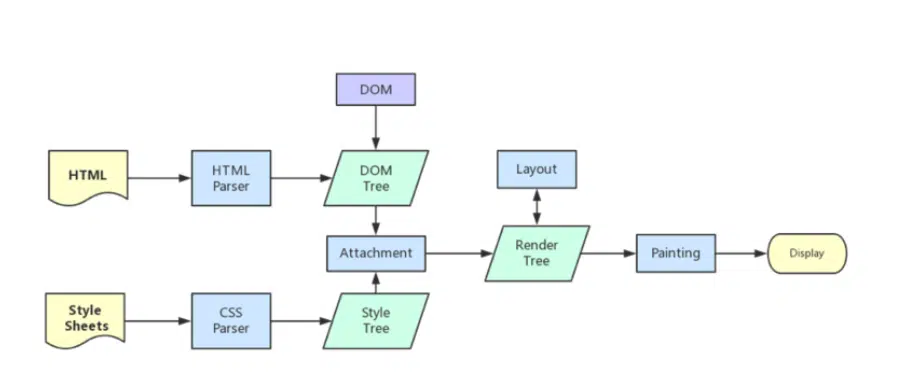 DOM
HTML
HTML
Parser
DOM
Tree
Layout
Attachment
Render
Tree
Painting
Display
Style
Sheets
CSS
Parser
Style
Tree